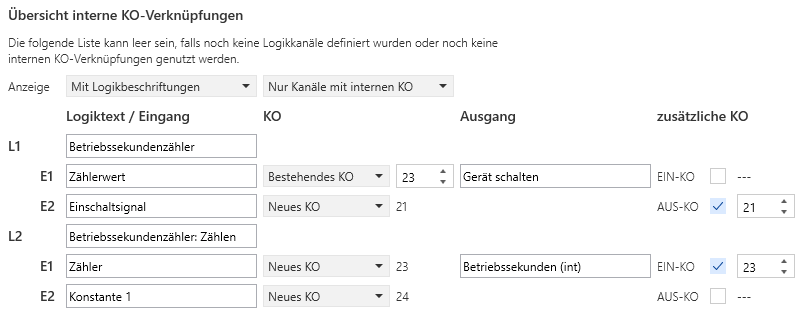 Übersicht interne KO-Verknüpfungen
Die folgende Liste kann leer sein, falls noch keine Logikkanäle definiert wurden oder noch keine
internen KO-Verknüpfungen genutzt werden.
Anzeige Mit Logikbeschriftungen Nur Kanäle mit internen KO
Logiktext / Eingang KO Ausgang zusätzliche KO
L1 Betriebssekundenzähler
E1 Zählerwert Bestehendes KO 23 Gerät schalten EIN-KO ---
E2 Einschaltsignal Neues KO 21 AUS-KO 21
L2 Betriebssekundenzähler: Zählen
E1 Zähler Neues KO 23 Betriebssekunden (int) EIN-KO 23
E2 Konstante 1 Neues KO 24 AUS-KO ---